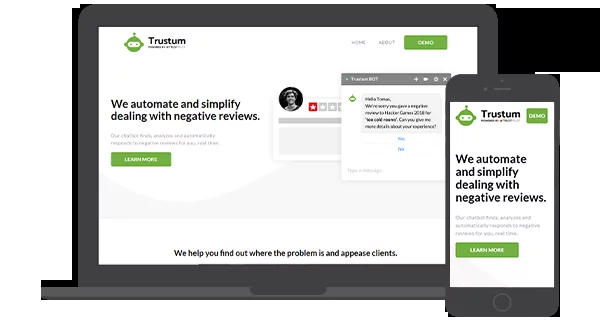 Trustum
POWERED BY ★TRUSTPILOT
HOME
ABOUT
DEMO
We automate and simplify
dealing with negative reviews.
Our chatbot finds, analyzes and automatically
responds to negative reviews for you, real time.
LEARN MORE
Trustum BOT
Hello Tomas,
We're sorry you gave a negative
review to Hacker Games 2018 for
"too cold rooms". Can you give me
more details about your experience?
Yes
No
Type a message
We help you find out where the problem is and appease clients.
Trustum
POWERED BY ★TRUSTPILOT
DEMO
We automate
and simplify
dealing with
negative reviews.
Our chatbot finds, analyzes and
automatically responds to negative
reviews for you, real time.
LEARN MORE